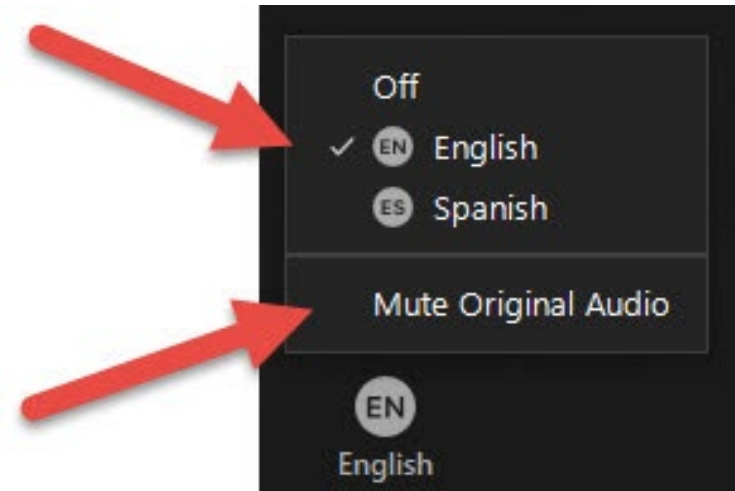 Off
EN English
ES Spanish
Mute Original Audio
EN
English